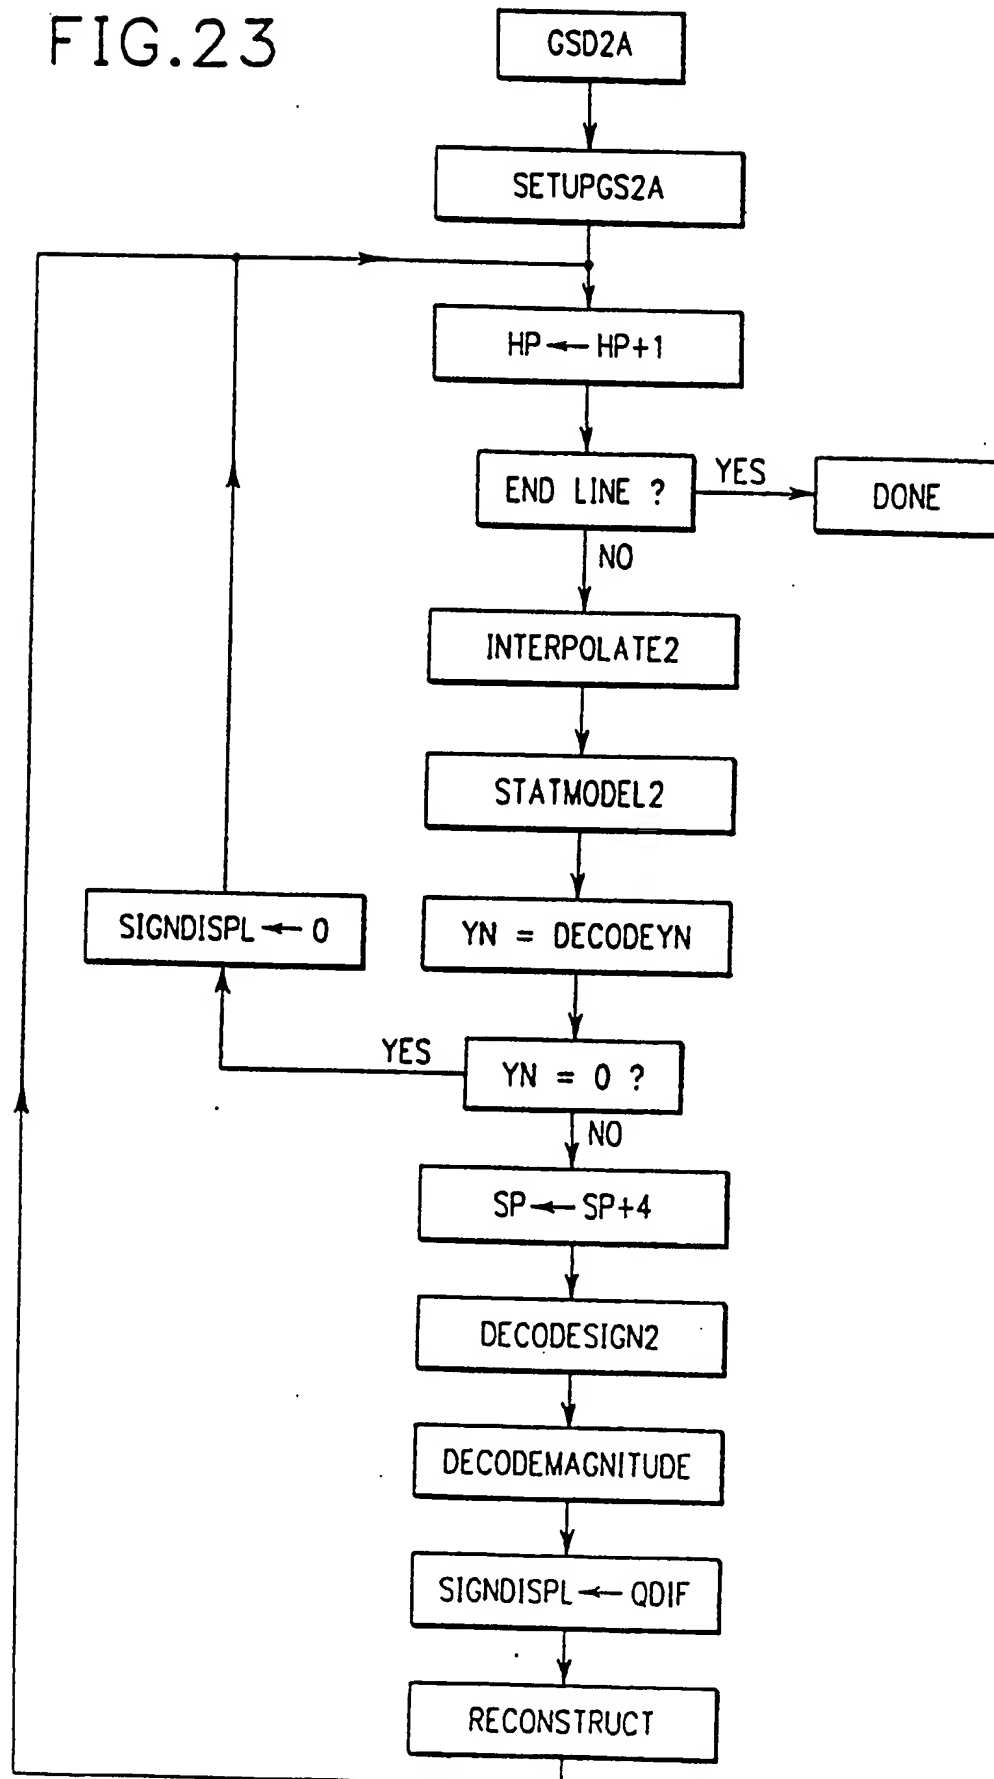 FIG.23
GSD2A
SETUPGS2A
HP←HP+1
END LINE ?
YES
DONE
NO
INTERPOLATE2
STATMODEL2
SIGNDISPL←0
YN = DECODEYN
YES
YN = 0 ?
NO
SP←SP+4
DECODESIGN2
DECODEMAGNITUDE
SIGNDISPL←QDIF
RECONSTRUCT